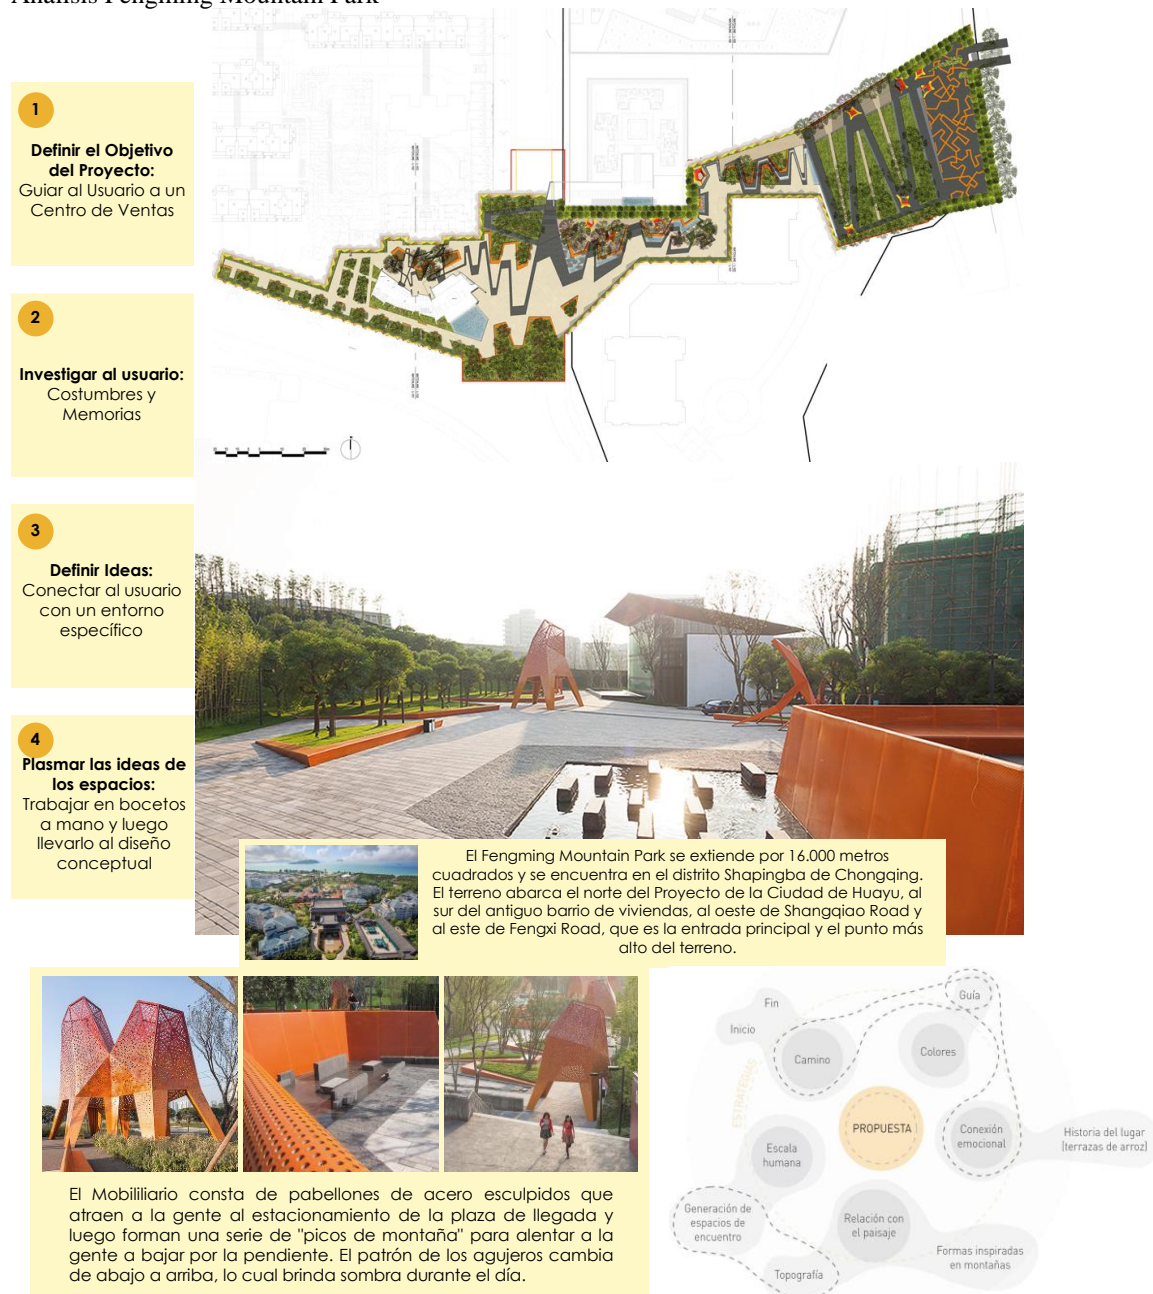 Análisis Fengming Mountain Park
1
Definir el Objetivo
del Proyecto:
Guiar al Usuario a un
Centro de Ventas
2
Investigar al usuario:
Costumbres y
Memorias
3
Definir Ideas:
Conectar al usuario
con un entorno
específico
4
Plasmar las ideas de
los espacios:
Trabajar en bocetos
a mano y luego
llevarlo al diseño
conceptual
El Fengming Mountain Park se extiende por 16.000 metros
cuadrados y se encuentra en el distrito Shapingba de Chongqing.
El terreno abarca el norte del Proyecto de la Ciudad de Huayu, al
sur del antiguo barrio de viviendas, al oeste de Shangqiao Road y
al este de Fengxi Road, que es la entrada principal y el punto más
alto del terreno.
El Mobililiario consta de pabellones de acero esculpidos que
atraen a la gente al estacionamiento de la plaza de llegada y
luego forman una serie de "picos de montaña" para alentar a la
gente a bajar por la pendiente. El patrón de los agujeros cambia
de abajo a arriba, lo cual brinda sombra durante el día.
Fin
Inicio
Camino
Guía
Colores
ESTRATEGIAS
PROPUESTA
Conexión
emocional
Historia del lugar
(terrazas de arroz)
Escala
humana
Generación de
espacios de
encuentro
Relación con
el paisaje
Topografía
Formas inspiradas
en montañas